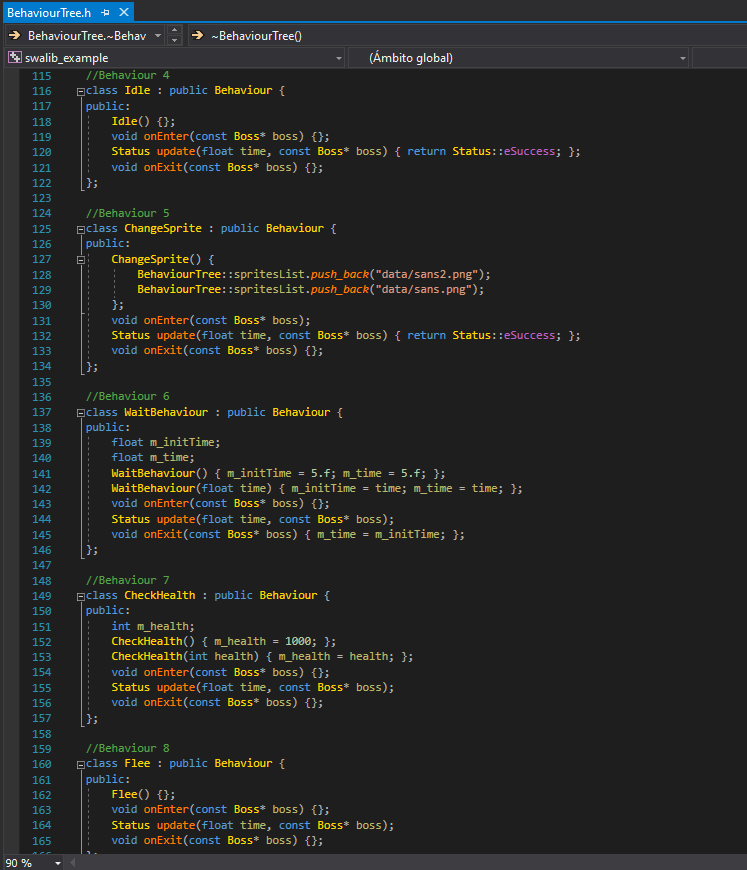 BehaviourTree.h
BehaviourTree.~Behav ~BehaviourTree()
swalib_example (Ámbito global)
115 //Behaviour 4
116 class Idle : public Behaviour {
117 public:
118 Idle() {};
119 void onEnter(const Boss* boss) {};
120 Status update(float time, const Boss* boss) { return Status::eSuccess; };
121 void onExit(const Boss* boss) {};
122 };
123
124 //Behaviour 5
125 class ChangeSprite : public Behaviour {
126 public:
127 ChangeSprite() {
128 BehaviourTree::spritesList.push_back("data/sans2.png");
129 BehaviourTree::spritesList.push_back("data/sans.png");
130 };
131 void onEnter(const Boss* boss);
132 Status update(float time, const Boss* boss) { return Status::eSuccess; };
133 void onExit(const Boss* boss) {};
134 };
135
136 //Behaviour 6
137 class WaitBehaviour : public Behaviour {
138 public:
139 float m_initTime;
140 float m_time;
141 WaitBehaviour() { m_initTime = 5.f; m_time = 5.f; };
142 WaitBehaviour(float time) { m_initTime = time; m_time = time; };
143 void onEnter(const Boss* boss) {};
144 Status update(float time, const Boss* boss);
145 void onExit(const Boss* boss) { m_time = m_initTime; };
146 };
147
148 //Behaviour 7
149 class CheckHealth : public Behaviour {
150 public:
151 int m_health;
152 CheckHealth() { m_health = 1000; };
153 CheckHealth(int health) { m_health = health; };
154 void onEnter(const Boss* boss) {};
155 Status update(float time, const Boss* boss);
156 void onExit(const Boss* boss) {};
157 };
158
159 //Behaviour 8
160 class Flee : public Behaviour {
161 public:
162 Flee() {};
163 void onEnter(const Boss* boss) {};
164 Status update(float time, const Boss* boss);
165 void onExit(const Boss* boss) {};
90 %